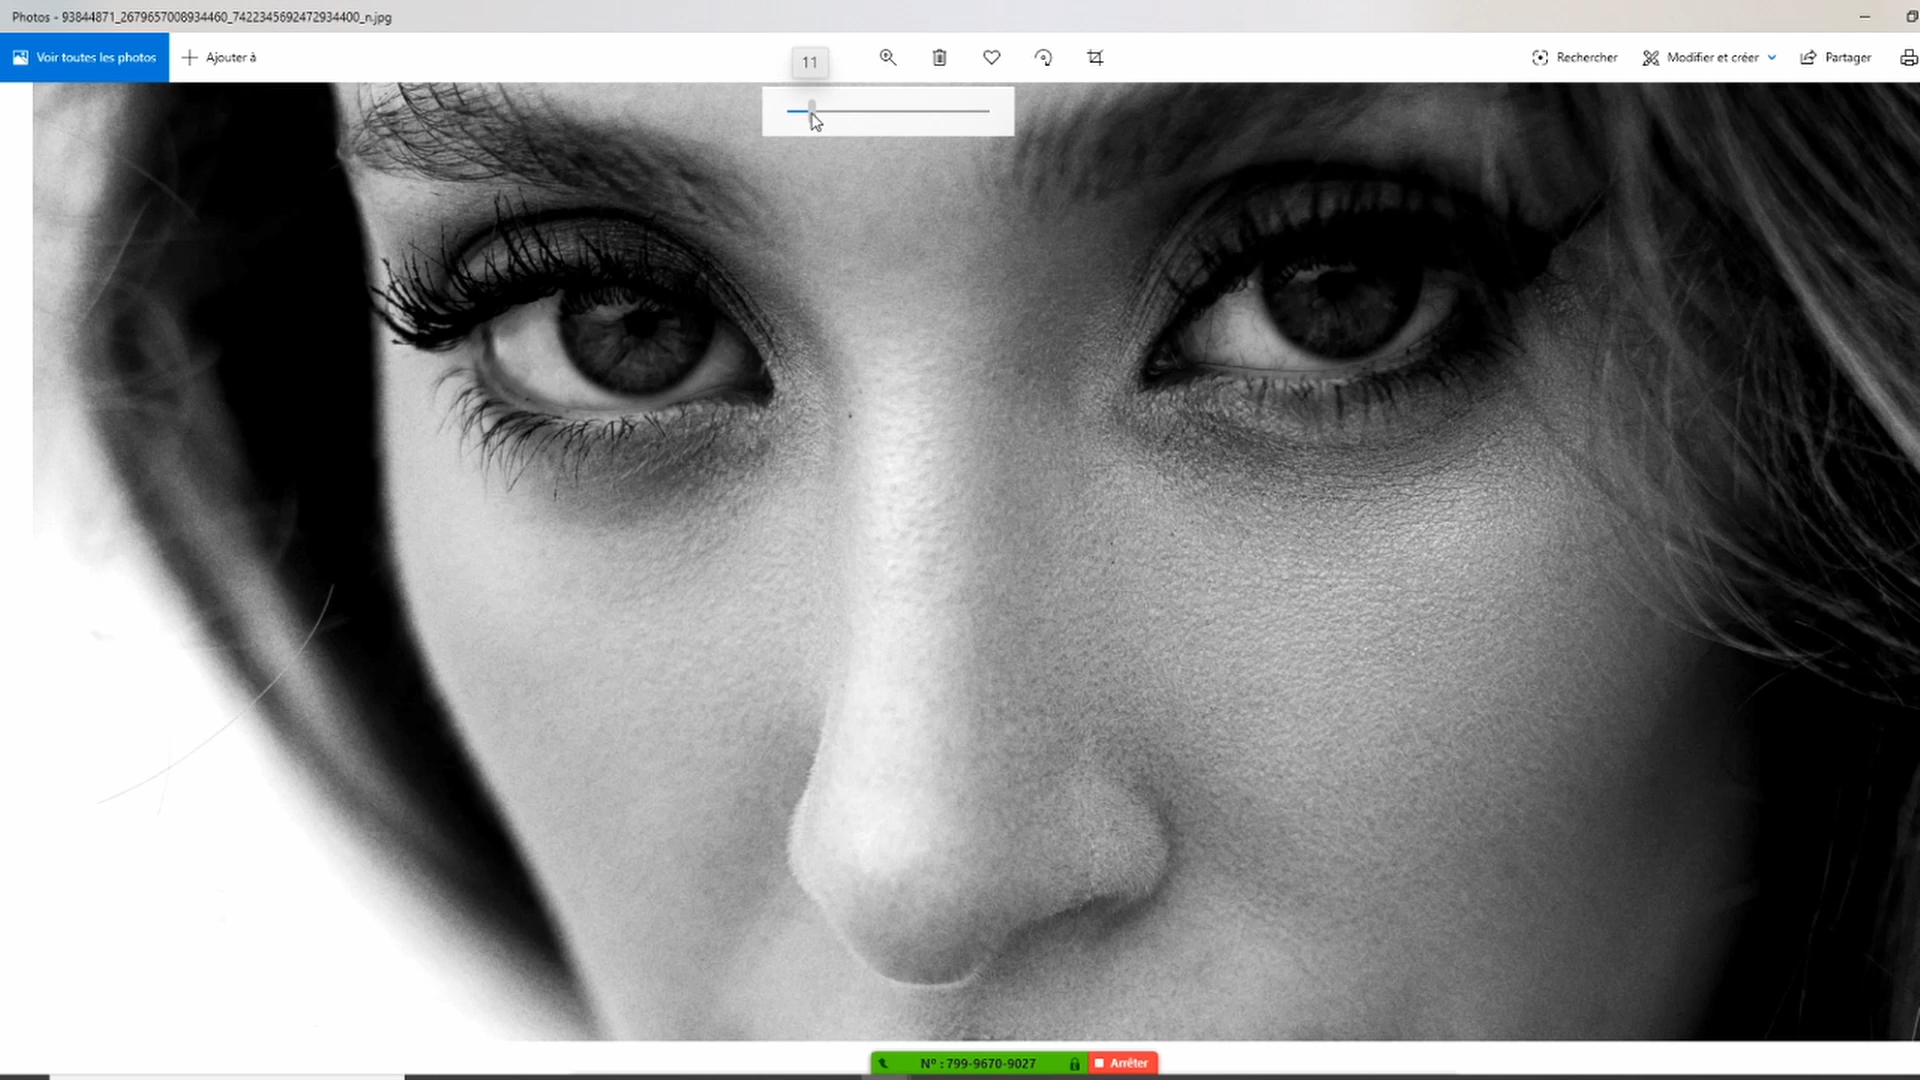 Photos - 93844871_2679657008934460_7422345692472934400_n.jpg
Voir toutes les photos
Ajouter à
11
Rechercher
Modifier et créer
Partager
N° : 799-9670-9027
Arrêter